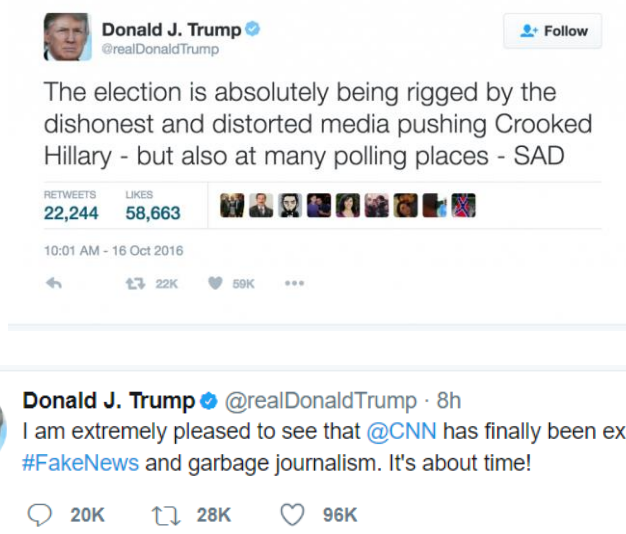 Donald J. Trump
Follow
@realDonaldTrump
The election is absolutely being rigged by the
dishonest and distorted media pushing Crooked
Hillary - but also at many polling places - SAD
RETWEETS LIKES
22,244 58,663
10:01 AM - 16 Oct 2016
22K 59K
Donald J. Trump @realDonaldTrump · 8h
I am extremely pleased to see that @CNN has finally been ex
#FakeNews and garbage journalism. It's about time!
20K 28K 96K